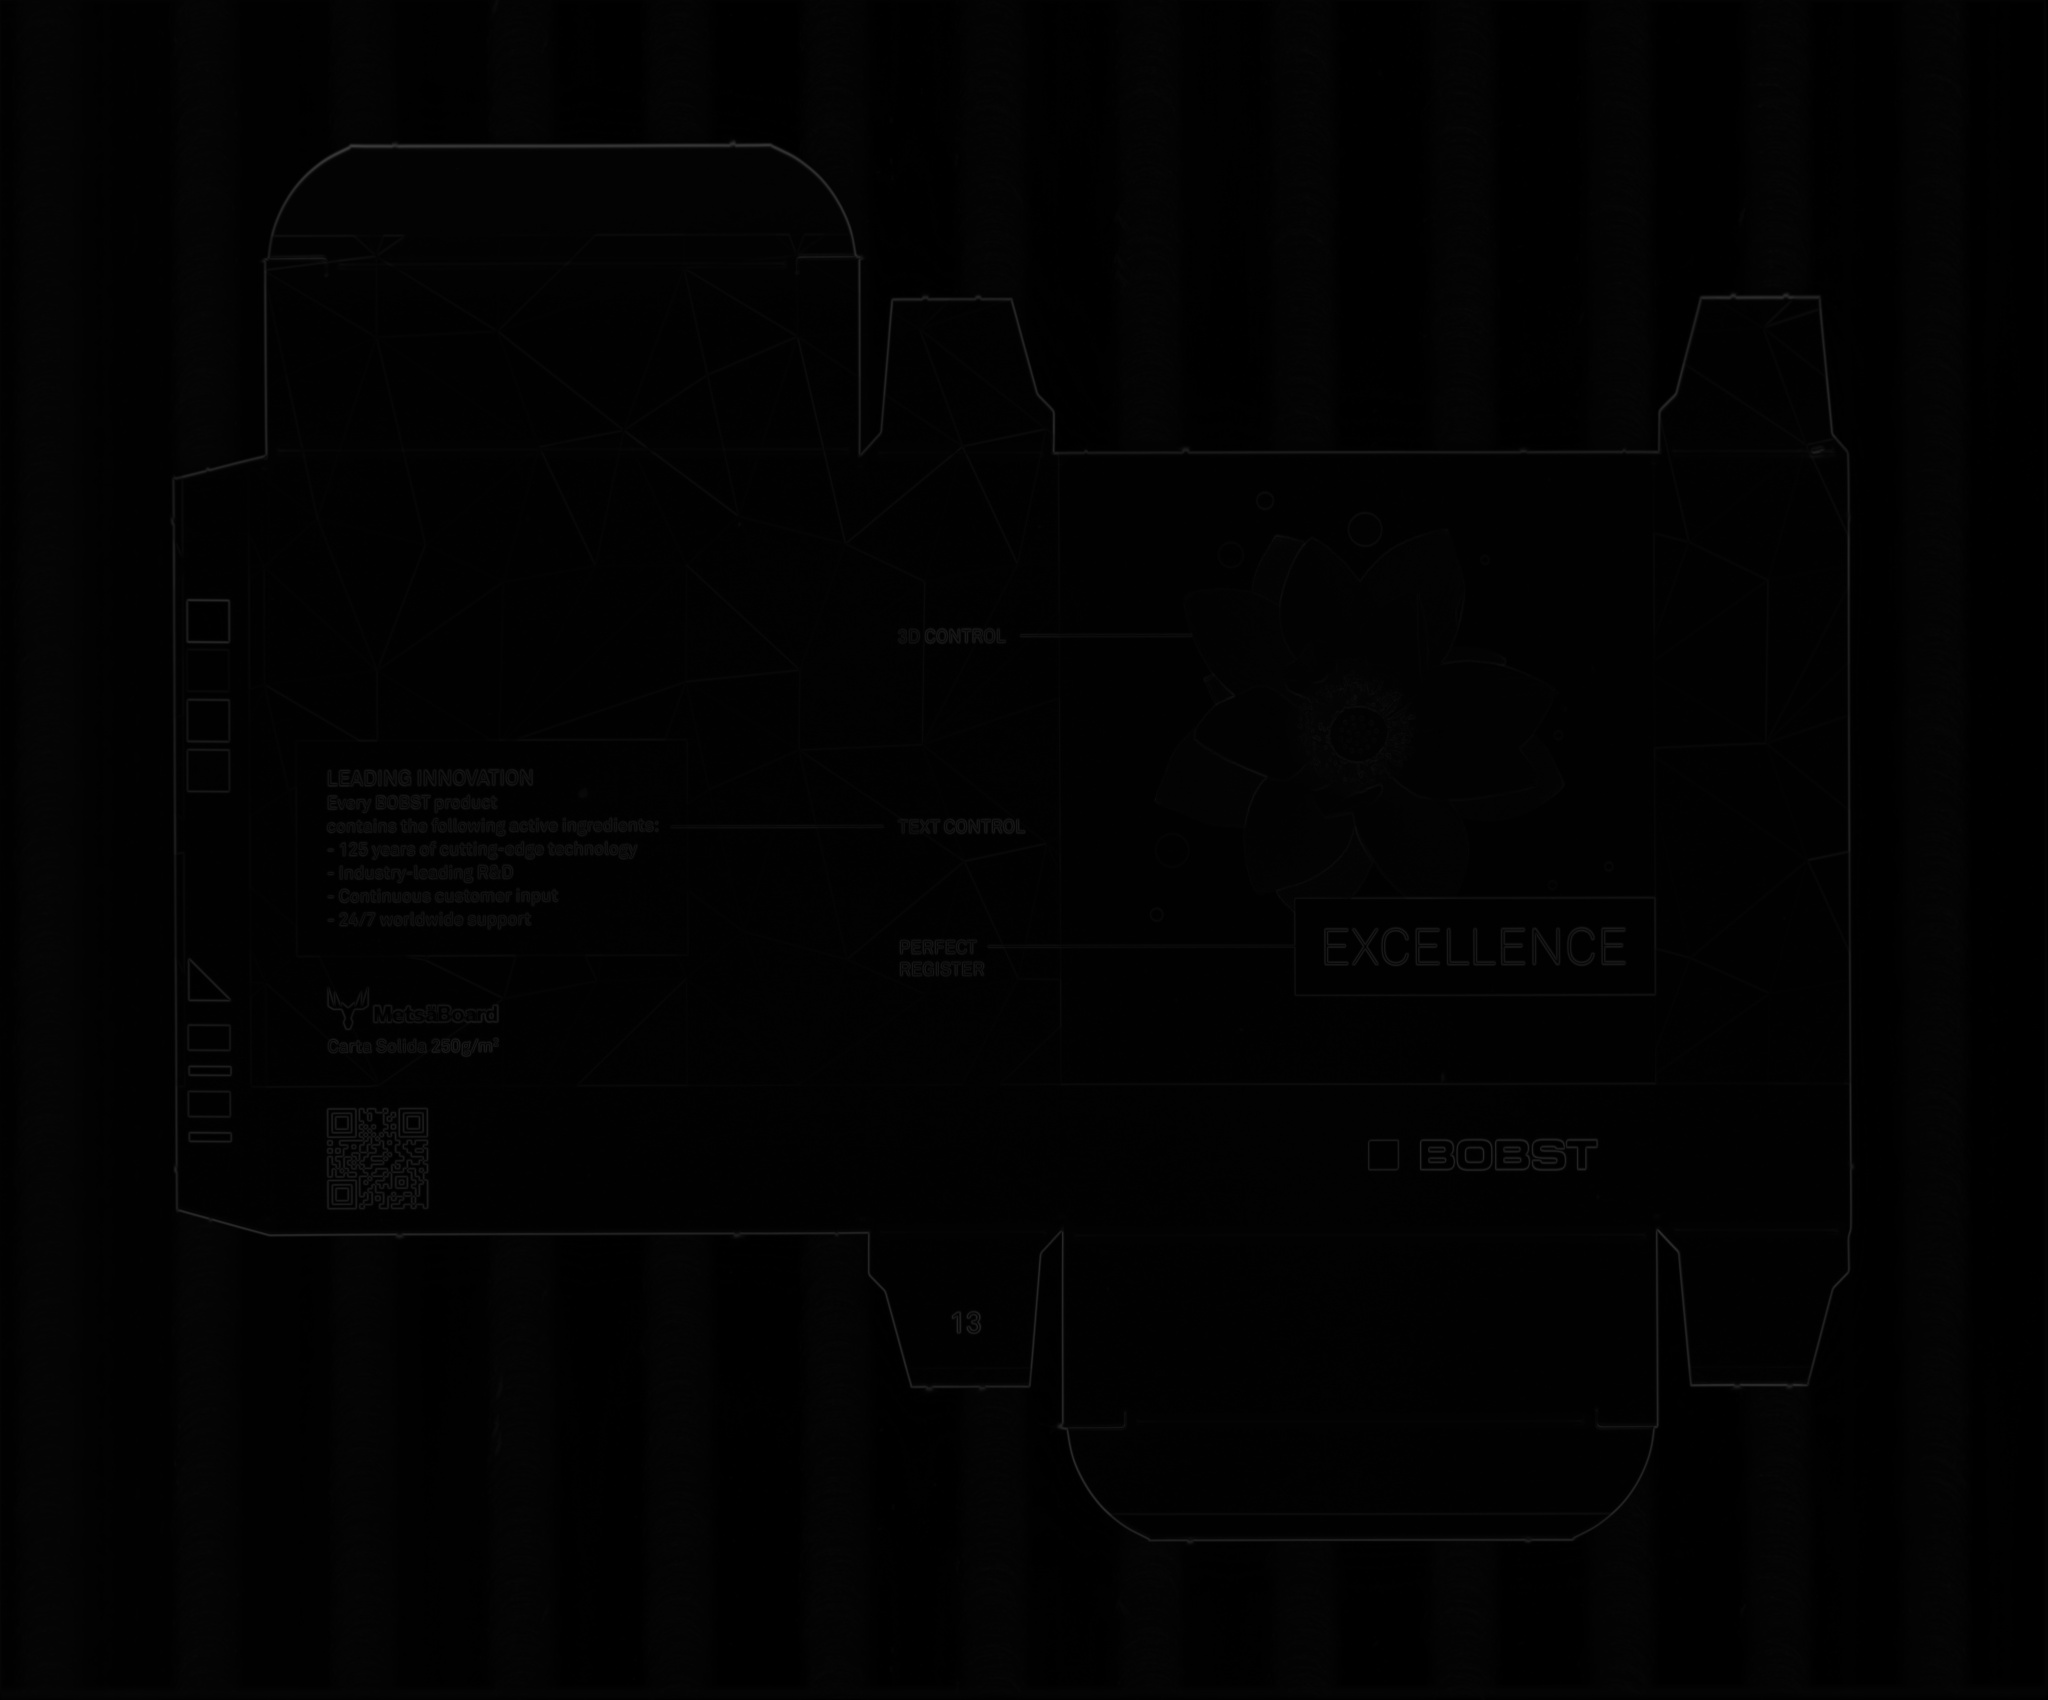 3D CONTROL
LEADING INNOVATION
Every BOBST product
contains the following active ingredients:
- 125 years of cutting-edge technology
- Industry-leading R&D
- Continuous customer input
- 24/7 worldwide support
TEXT CONTROL
PERFECT
REGISTER
EXCELLENCE
MetsäBoard
Carta Solida 250g/m²
BOBST
13